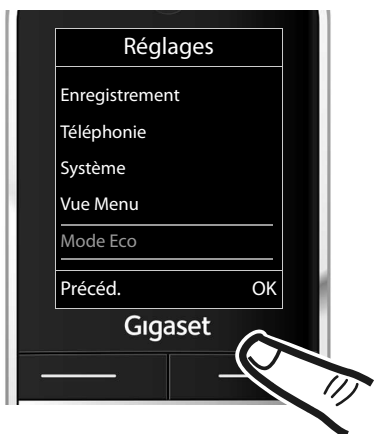 Réglages
Enregistrement
Téléphonie
Système
Vue Menu
Mode Eco
Précéd. OK
Gigaset